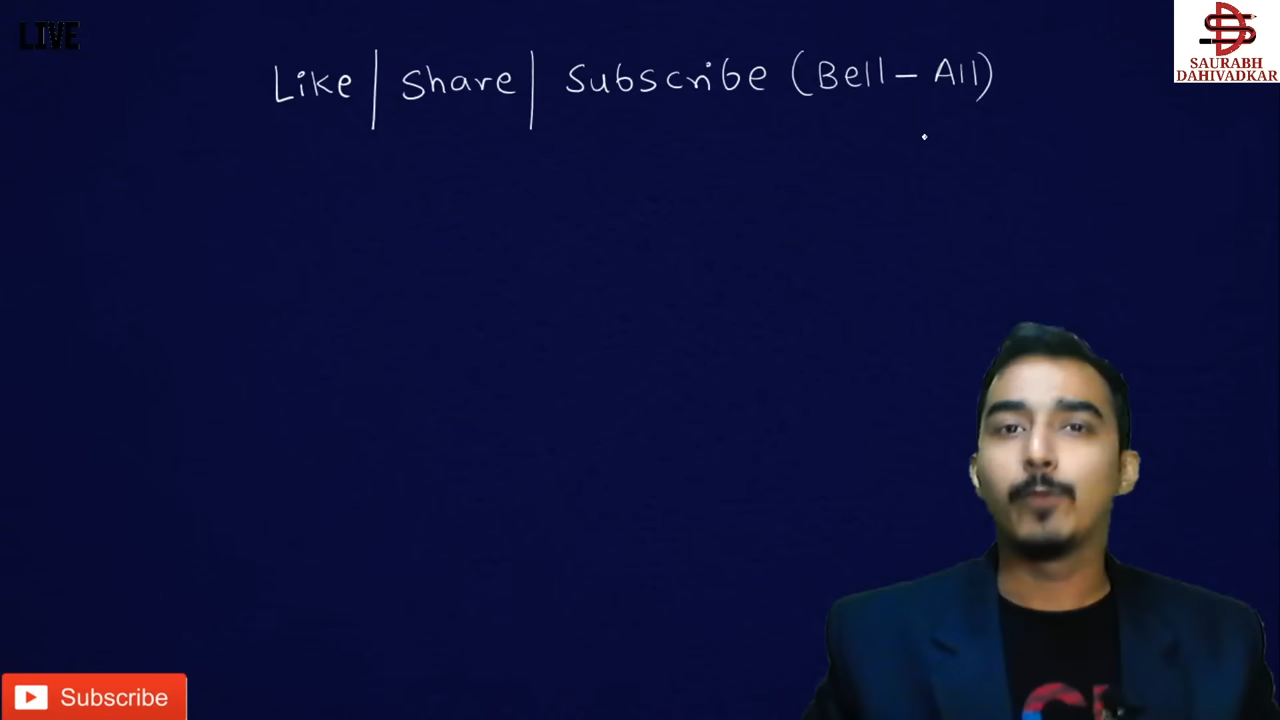 LIVE
Like | Share | Subscribe (Bell – All)
SAURABH
DAHIVADKAR
Subscribe